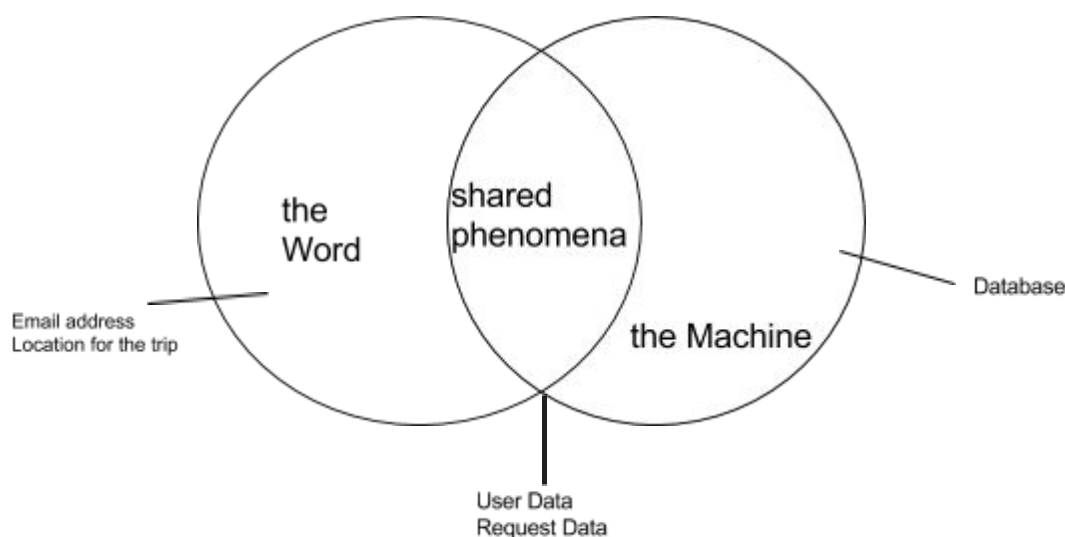 the
Word
shared
phenomena
the Machine
Email address
Location for the trip
Database
User Data
Request Data